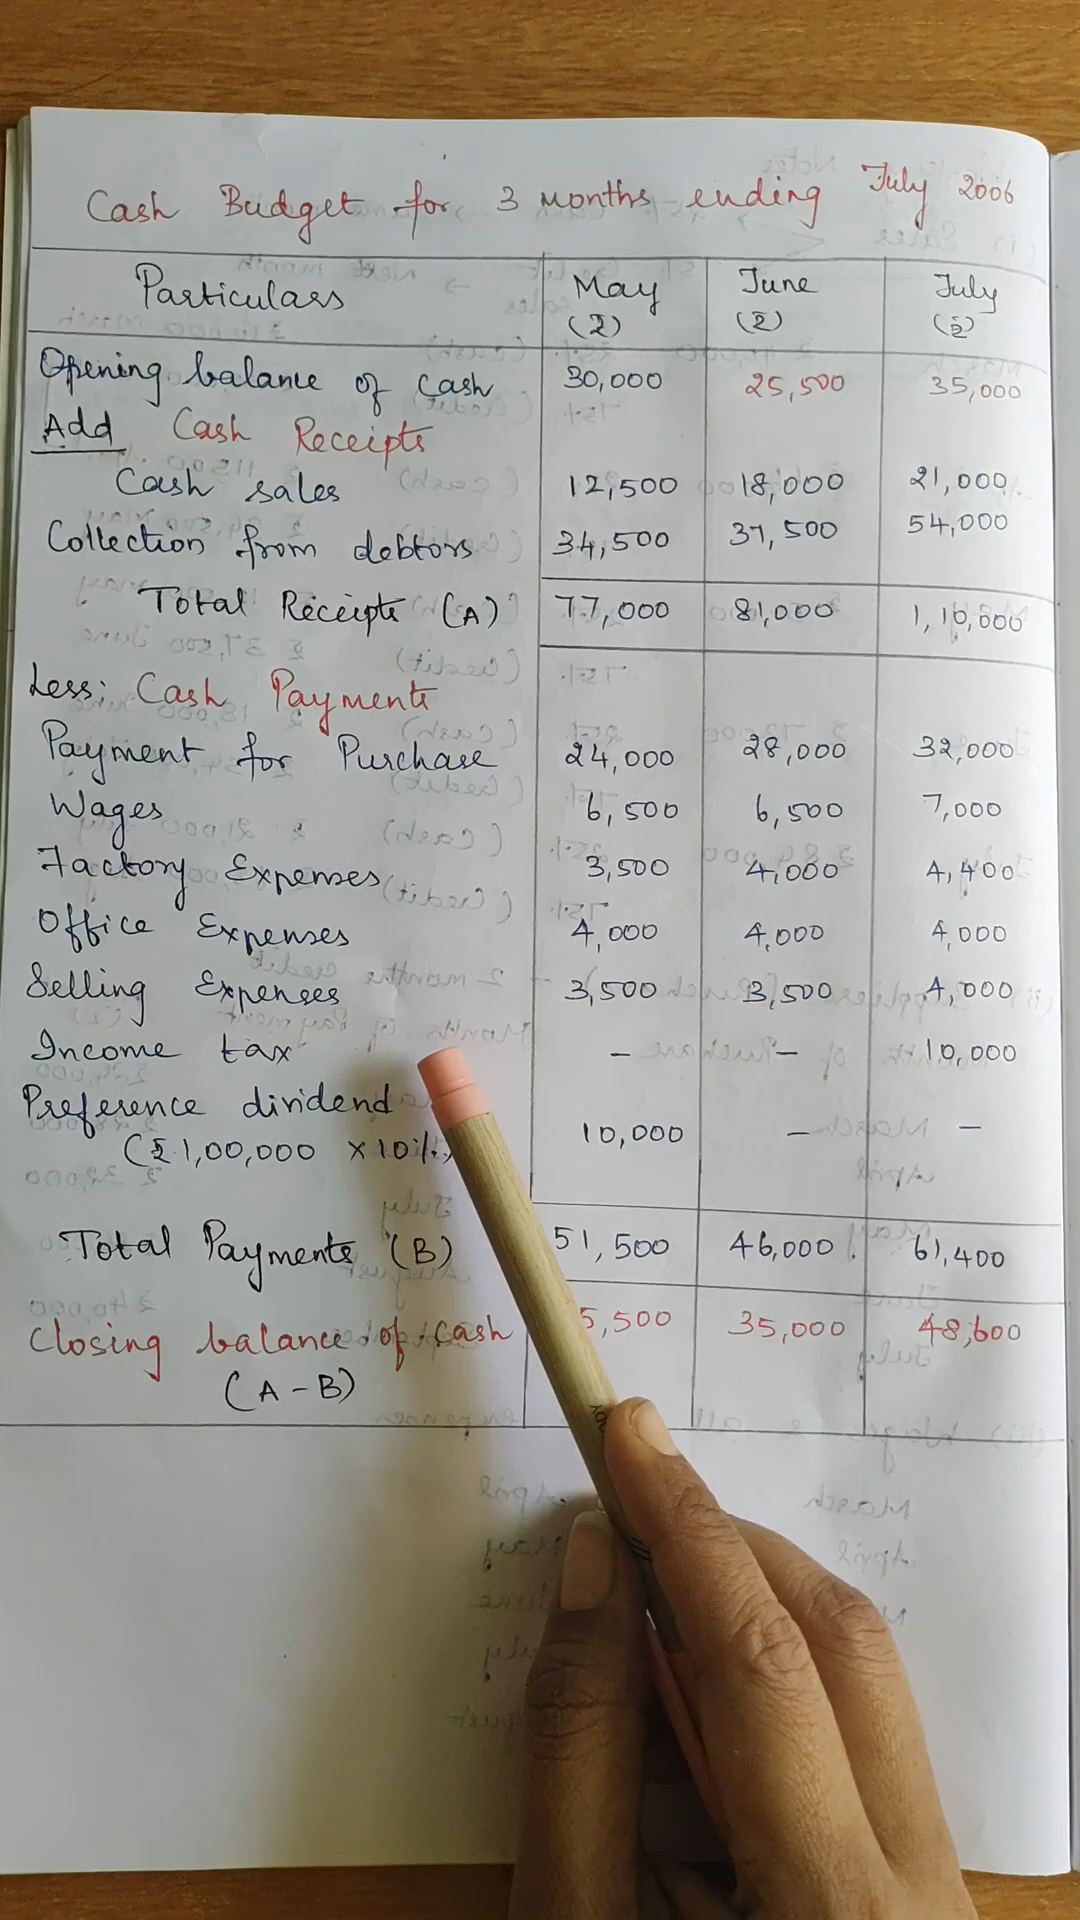 Cash Budget for 3 months ending July 2006
Particulars May June July
(₹) (₹) (₹)
Opening balance of cash 30,000 25,500 35,000
Add Cash Receipts
Cash sales 12,500 18,000 21,000
Collection from debtors 34,500 37,500 54,000
Total Receipts (A) 77,000 81,000 1,10,000
Less: Cash Payments
Payment for Purchase 24,000 28,000 32,000
Wages 6,500 6,500 7,000
Factory Expenses 3,500 4,000 4,400
Office Expenses 4,000 4,000 4,000
Selling Expenses 3,500 3,500 4,000
Income tax - - 10,000
Preference dividend
(₹ 1,00,000 x 10%) 10,000 - -
Total Payments (B) 51,500 46,000 61,400
Closing balance of cash 5,500 35,000 48,600
(A-B)